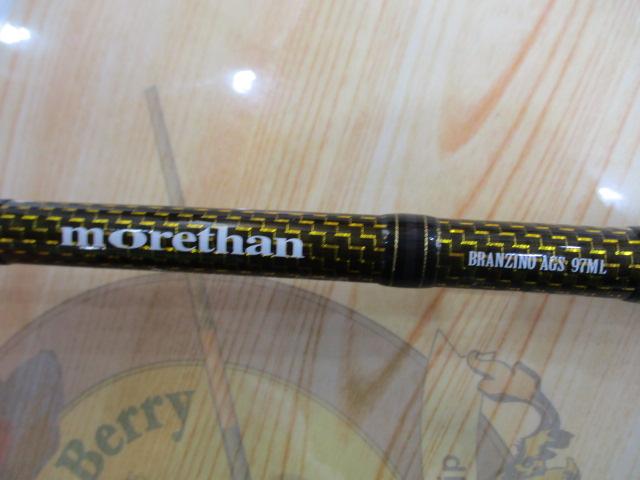 morethan
BRANZINO AGS 97ML
Berry